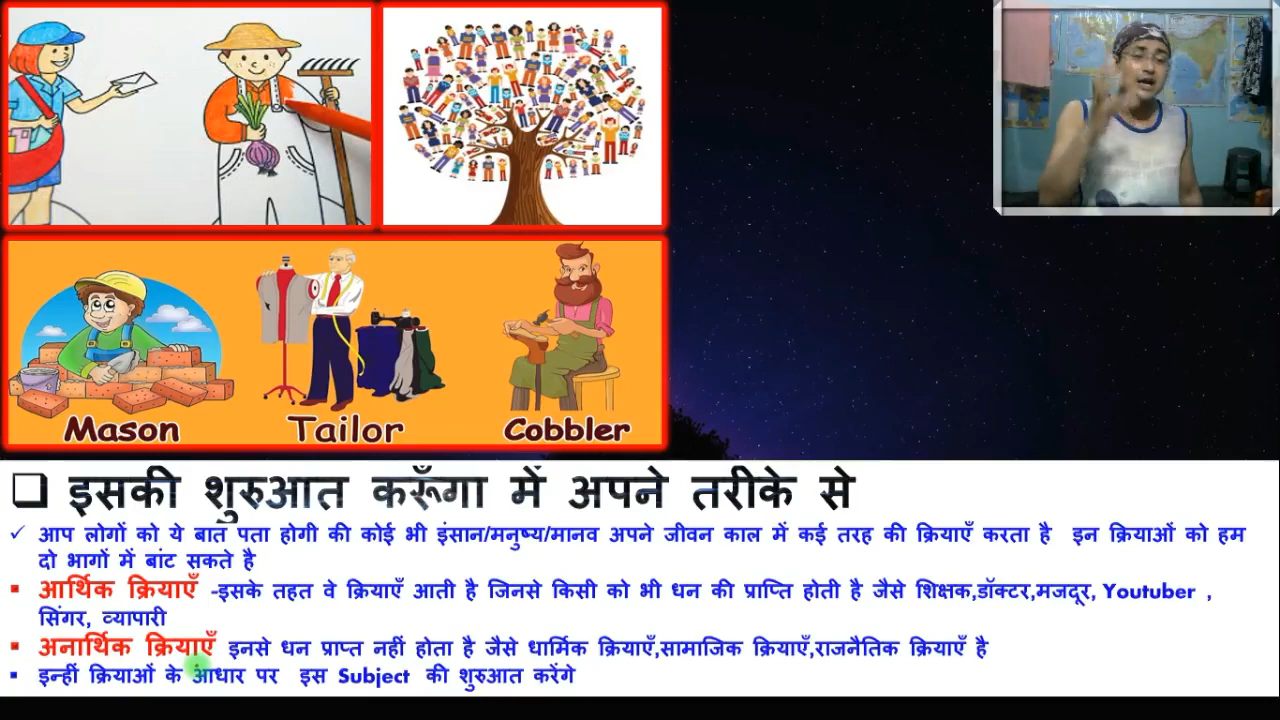 Mason
Tailor
Cobbler
❑ इसकी शुरुआत करूँगा में अपने तरीके से
✓ आप लोगों को ये बात पता होगी की कोई भी इंसान/मनुष्य/मानव अपने जीवन काल में कई तरह की क्रियाएँ करता है इन क्रियाओं को हम
दो भागों में बांट सकते है
▪ आर्थिक क्रियाएँ -इसके तहत वे क्रियाएँ आती है जिनसे किसी को भी धन की प्राप्ति होती है जैसे शिक्षक,डॉक्टर,मजदूर, Youtuber ,
सिंगर, व्यापारी
▪ अनार्थिक क्रियाएँ इनसे धन प्राप्त नहीं होता है जैसे धार्मिक क्रियाएँ,सामाजिक क्रियाएँ,राजनैतिक क्रियाएँ है
▪ इन्हीं क्रियाओं के आधार पर इस Subject की शुरुआत करेंगे